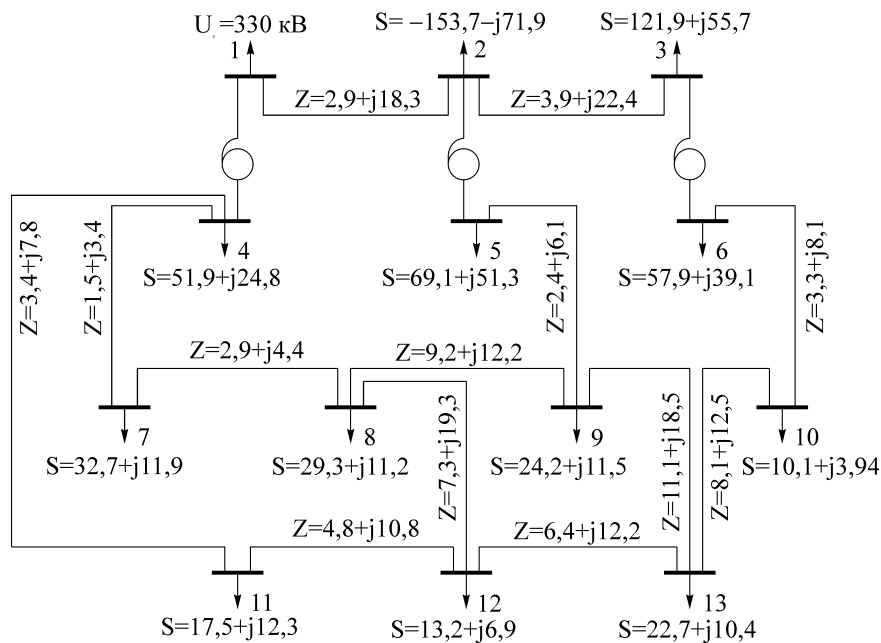 U =330 кВ
S= −153,7−j71,9
S=121,9+j55,7
1
2
3
Z=2,9+j18,3
Z=3,9+j22,4
Z=3,4+j7,8
Z=1,5+j3,4
Z=2,4+j6,1
Z=3,3+j8,1
4
5
6
S=51,9+j24,8
S=69,1+j51,3
S=57,9+j39,1
Z=2,9+j4,4
Z=9,2+j12,2
Z=7,3+j19,3
Z=11,1+j18,5
Z=8,1+j12,5
7
8
9
10
S=32,7+j11,9
S=29,3+j11,2
S=24,2+j11,5
S=10,1+j3,94
Z=4,8+j10,8
Z=6,4+j12,2
11
12
13
S=17,5+j12,3
S=13,2+j6,9
S=22,7+j10,4